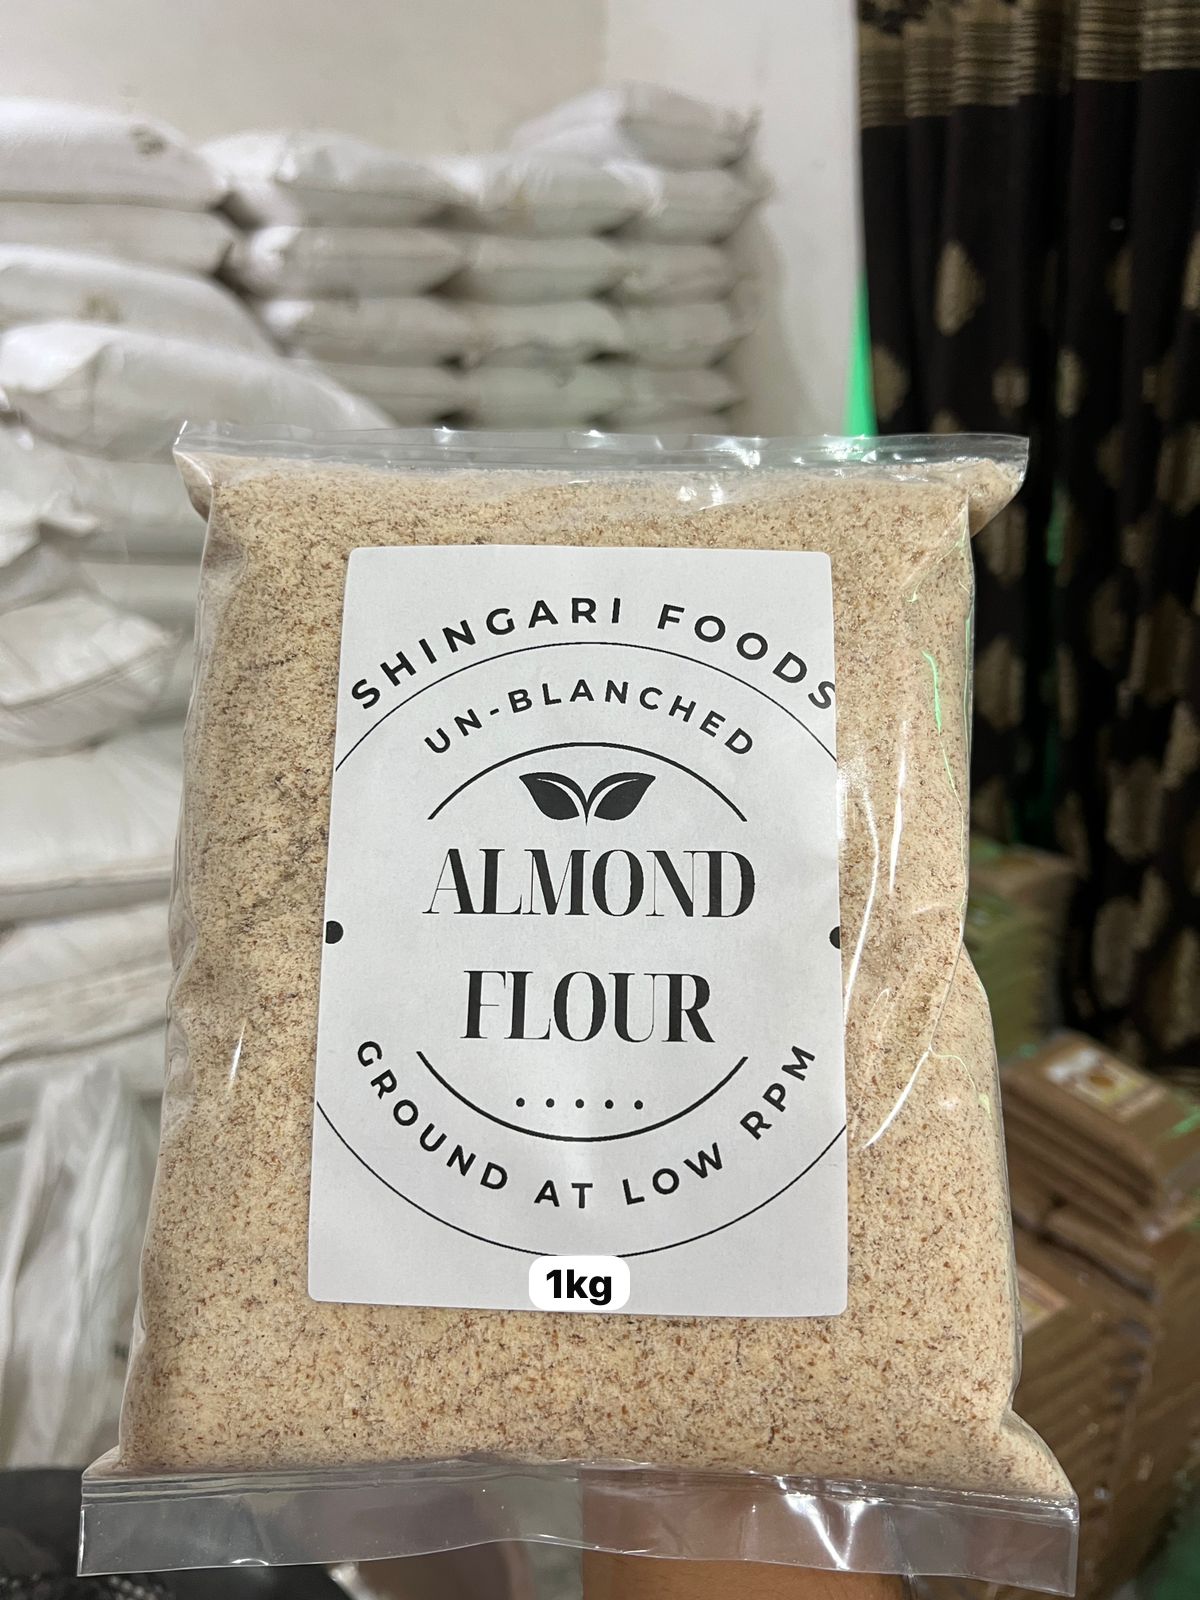 SHINGARI FOODS
UN-BLANCHED
ALMOND
FLOUR
GROUND AT LOW RPM
1kg